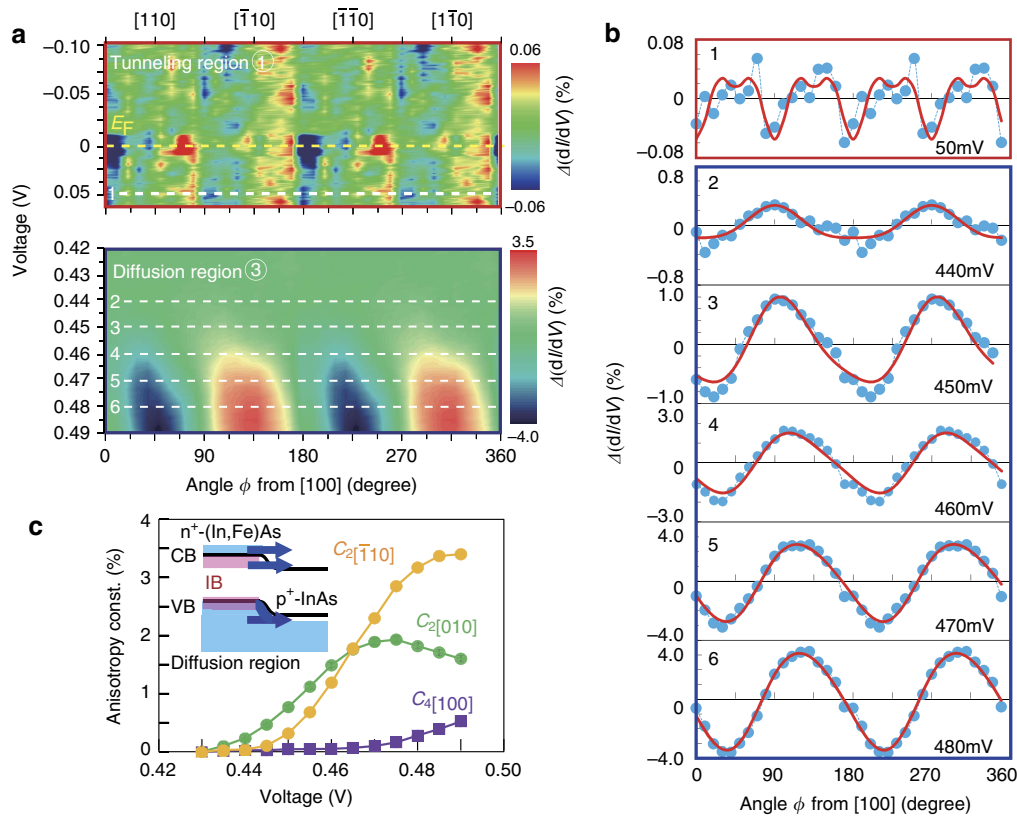 a
[110]
[1̅10]
[1̅1̅0]
[11̅0]
Tunneling region ①
E_F
1
−0.10
−0.05
0
0.05
Voltage (V)
0.06
−0.06
Δ(dI/dV) (%)
Diffusion region ③
2
3
4
5
6
0.42
0.43
0.44
0.45
0.46
0.47
0.48
0.49
3.5
−4.0
Δ(dI/dV) (%)
0
90
180
270
360
Angle ϕ from [100] (degree)
b
0.08
0
−0.08
1
50mV
0.8
0
−0.8
2
440mV
1.0
0
−1.0
3
450mV
3.0
0
−3.0
4
460mV
4.0
0
−4.0
5
470mV
4.0
0
−4.0
6
480mV
Δ(dI/dV) (%)
0
90
180
270
360
Angle ϕ from [100] (degree)
c
4
3
2
1
0
Anisotropy const. (%)
n⁺-(In,Fe)As
CB
IB
VB
p⁺-InAs
Diffusion region
C₂[1̅10]
C₂[010]
C₄[100]
0.42
0.44
0.46
0.48
0.50
Voltage (V)